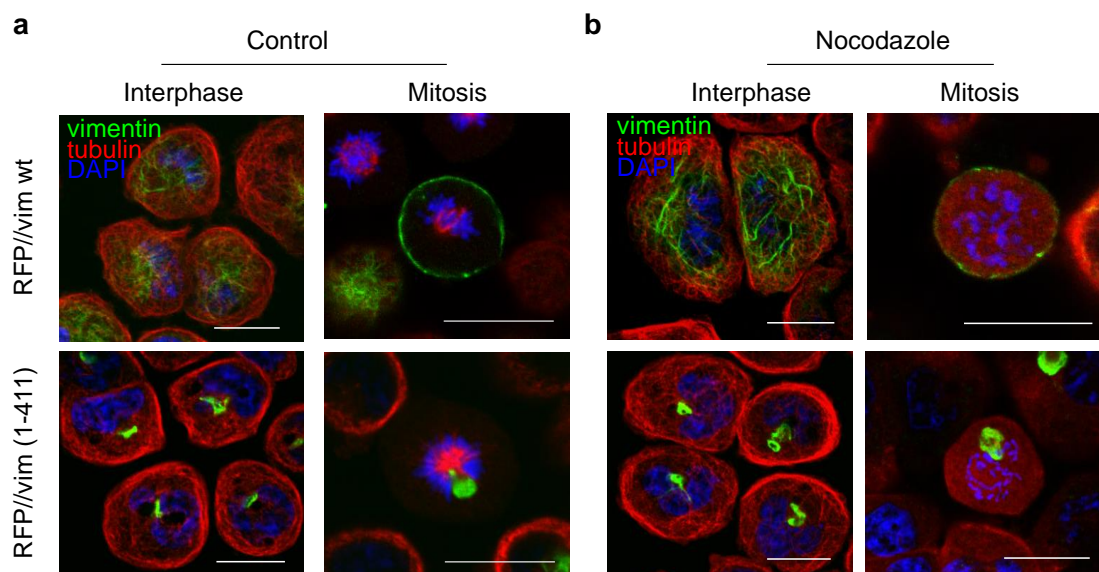 a
b
Control
Nocodazole
Interphase
Mitosis
Interphase
Mitosis
RFP//vim wt
vimentin
tubulin
DAPI
vimentin
tubulin
DAPI
RFP//vim (1-411)